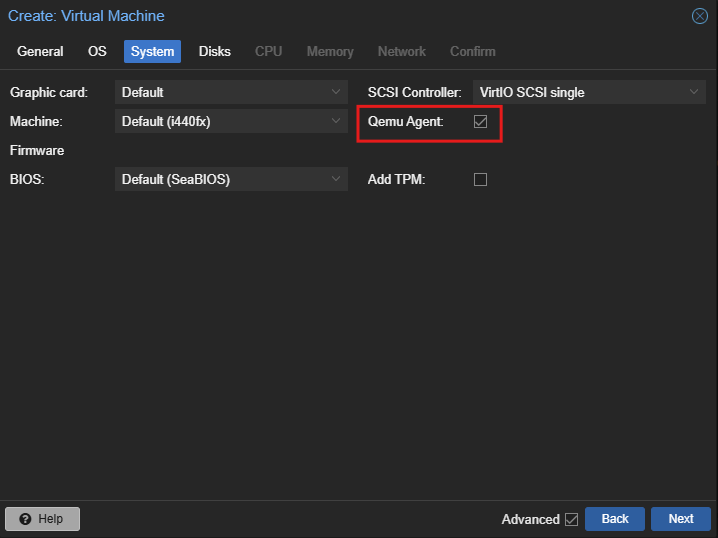 Create: Virtual Machine
General OS System Disks CPU Memory Network Confirm
Graphic card: Default SCSI Controller: VirtIO SCSI single
Machine: Default (i440fx) Qemu Agent:
Firmware
BIOS: Default (SeaBIOS) Add TPM:
Help Advanced Back Next